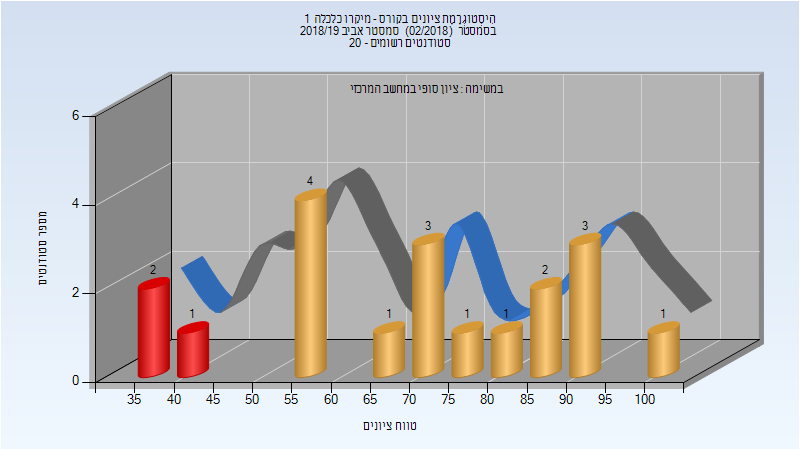 היסטוגרמת ציונים בקורס - מיקרו כלכלה 1
בסמסטר (02/2018) סמסטר אביב 2018/19
סטודנטים רשומים - 20
במשימה : ציון סופי במחשב המרכזי
מספר סטודנטים
6
4
2
0
2
1
4
1
3
1
1
2
3
1
35 40 45 50 55 60 65 70 75 80 85 90 95 100
טווח ציונים